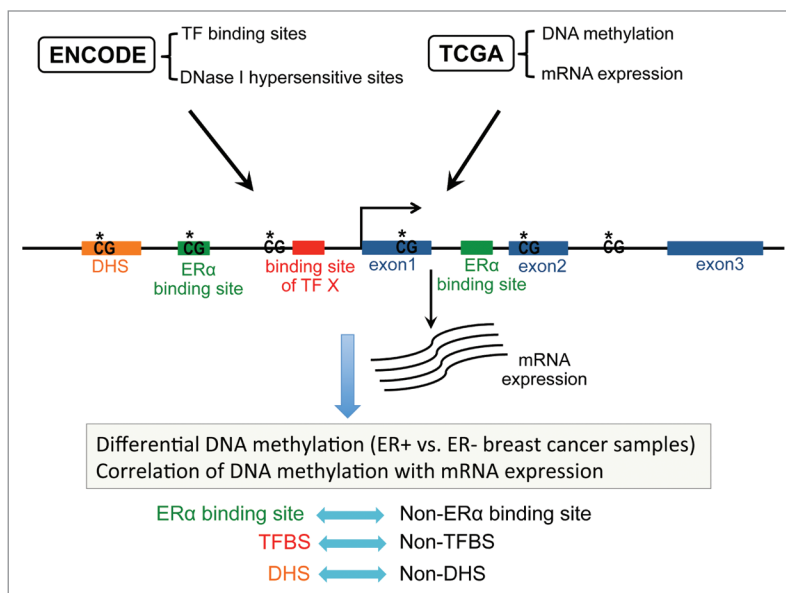 ENCODE
TF binding sites
DNase I hypersensitive sites
TCGA
DNA methylation
mRNA expression
* * * * * *
CG CG CG CG CG CG
DHS
ERα
binding site
binding site
of TF X
exon1
ERα
binding site
exon2
exon3
mRNA
expression
Differential DNA methylation (ER+ vs. ER- breast cancer samples)
Correlation of DNA methylation with mRNA expression
ERα binding site Non-ERα binding site
TFBS Non-TFBS
DHS Non-DHS